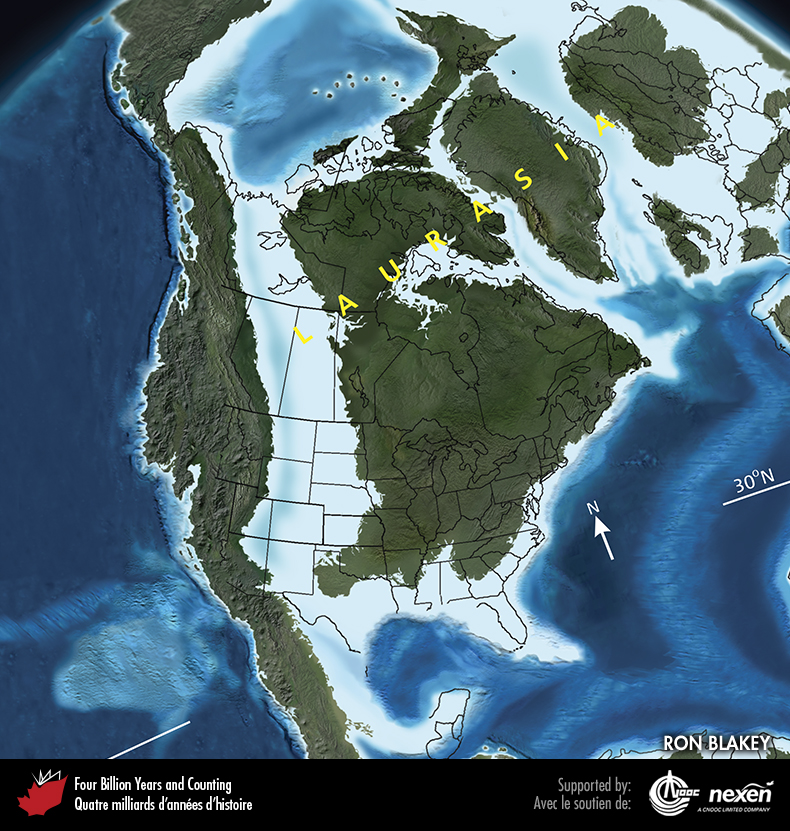 LAURASIA
30°N
N
RON BLAKEY
Four Billion Years and Counting
Quatre milliards d'années d'histoire
Supported by:
Avec le soutien de:
CNOOC
nexen
A CNOOC LIMITED COMPANY